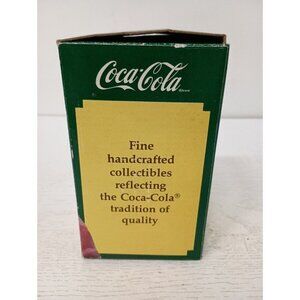 Coca-Cola
Fine
handcrafted
collectibles
reflecting
the Coca-Cola®
tradition of
quality